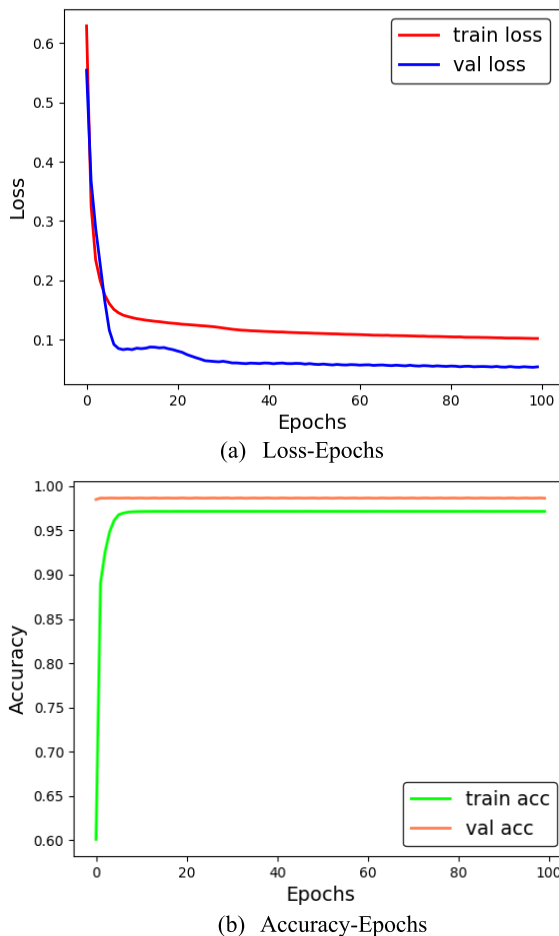 0.6
0.5
0.4
0.3
0.2
0.1
Loss
train loss
val loss
0 20 40 60 80 100
Epochs
(a) Loss-Epochs
1.00
0.95
0.90
0.85
0.80
0.75
0.70
0.65
0.60
Accuracy
train acc
val acc
0 20 40 60 80 100
Epochs
(b) Accuracy-Epochs